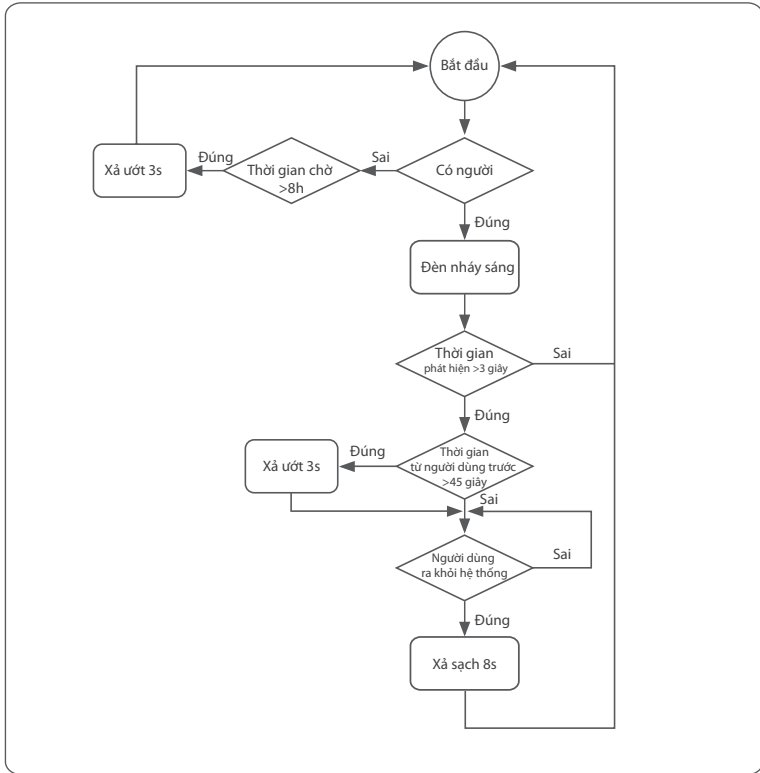 Bắt đầu
Xả ướt 3s
Đúng
Thời gian chờ
>8h
Sai
Có người
Đúng
Đèn nháy sáng
Thời gian
phát hiện >3 giây
Sai
Đúng
Xả ướt 3s
Đúng
Thời gian
từ người dùng trước
>45 giây
Sai
Người dùng
ra khỏi hệ thống
Sai
Đúng
Xả sạch 8s